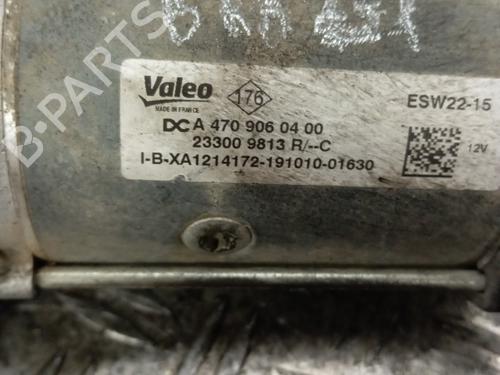 B-PARTS
Valeo
MADE IN FRANCE
176
ESW22-15
DC A 470 906 04 00
23300 9813 R/--C
12V
I-B-XA1214172-191010-01630